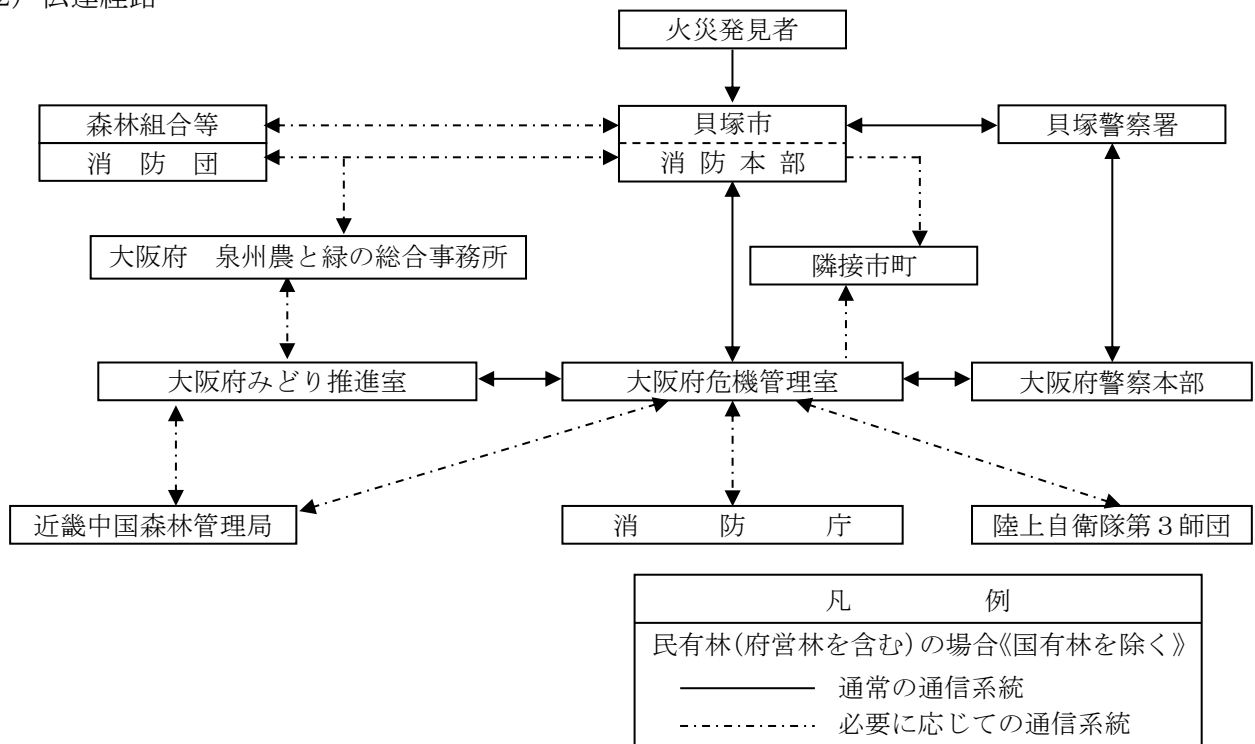 2）伝達経路
火災発見者
森林組合等
貝塚市
貝塚警察署
消　防　団
消 防 本 部
大阪府　泉州農と緑の総合事務所
隣接市町
大阪府みどり推進室
大阪府危機管理室
大阪府警察本部
近畿中国森林管理局
消　　防　　庁
陸上自衛隊第３師団
凡　　　　例
民有林(府営林を含む)の場合《国有林を除く》
通常の通信系統
必要に応じての通信系統